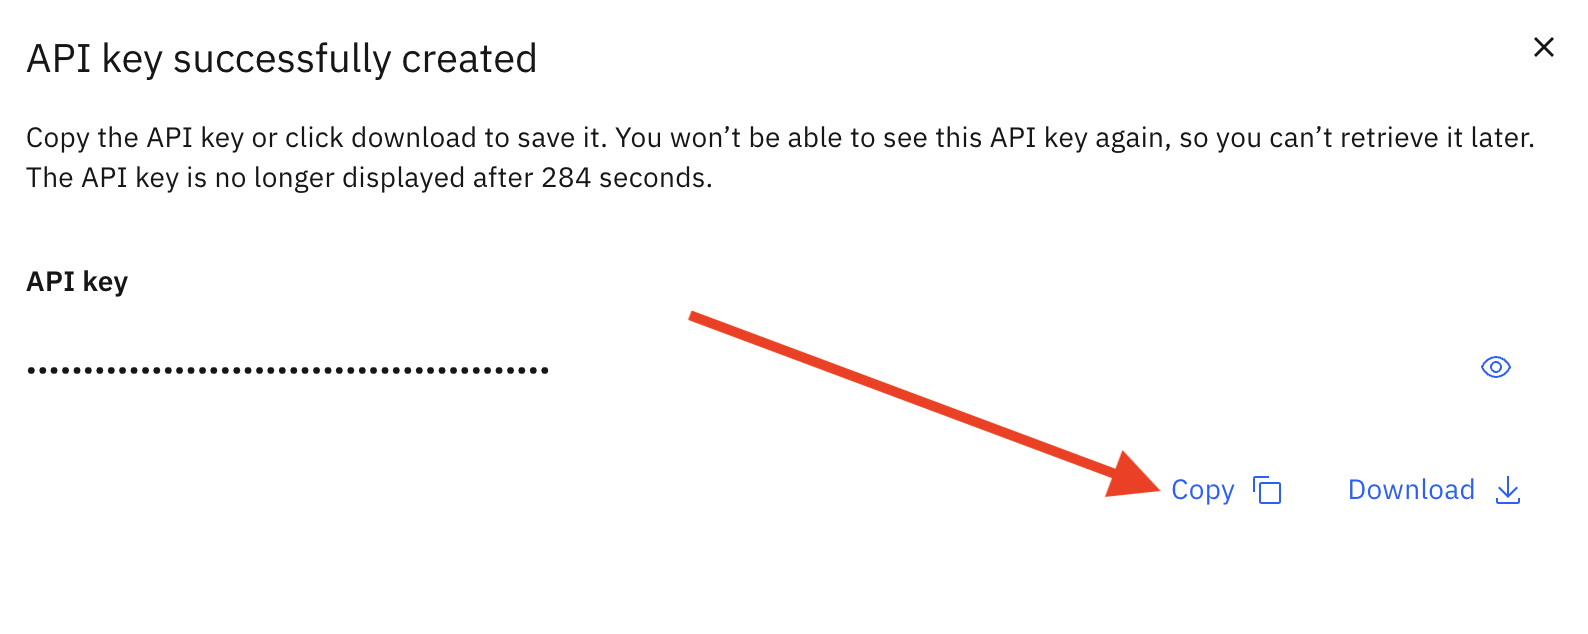 API key successfully created
Copy the API key or click download to save it. You won’t be able to see this API key again, so you can’t retrieve it later.
The API key is no longer displayed after 284 seconds.
API key
••••••••••••••••••••••••••••••••••••••••••••••
Copy
Download